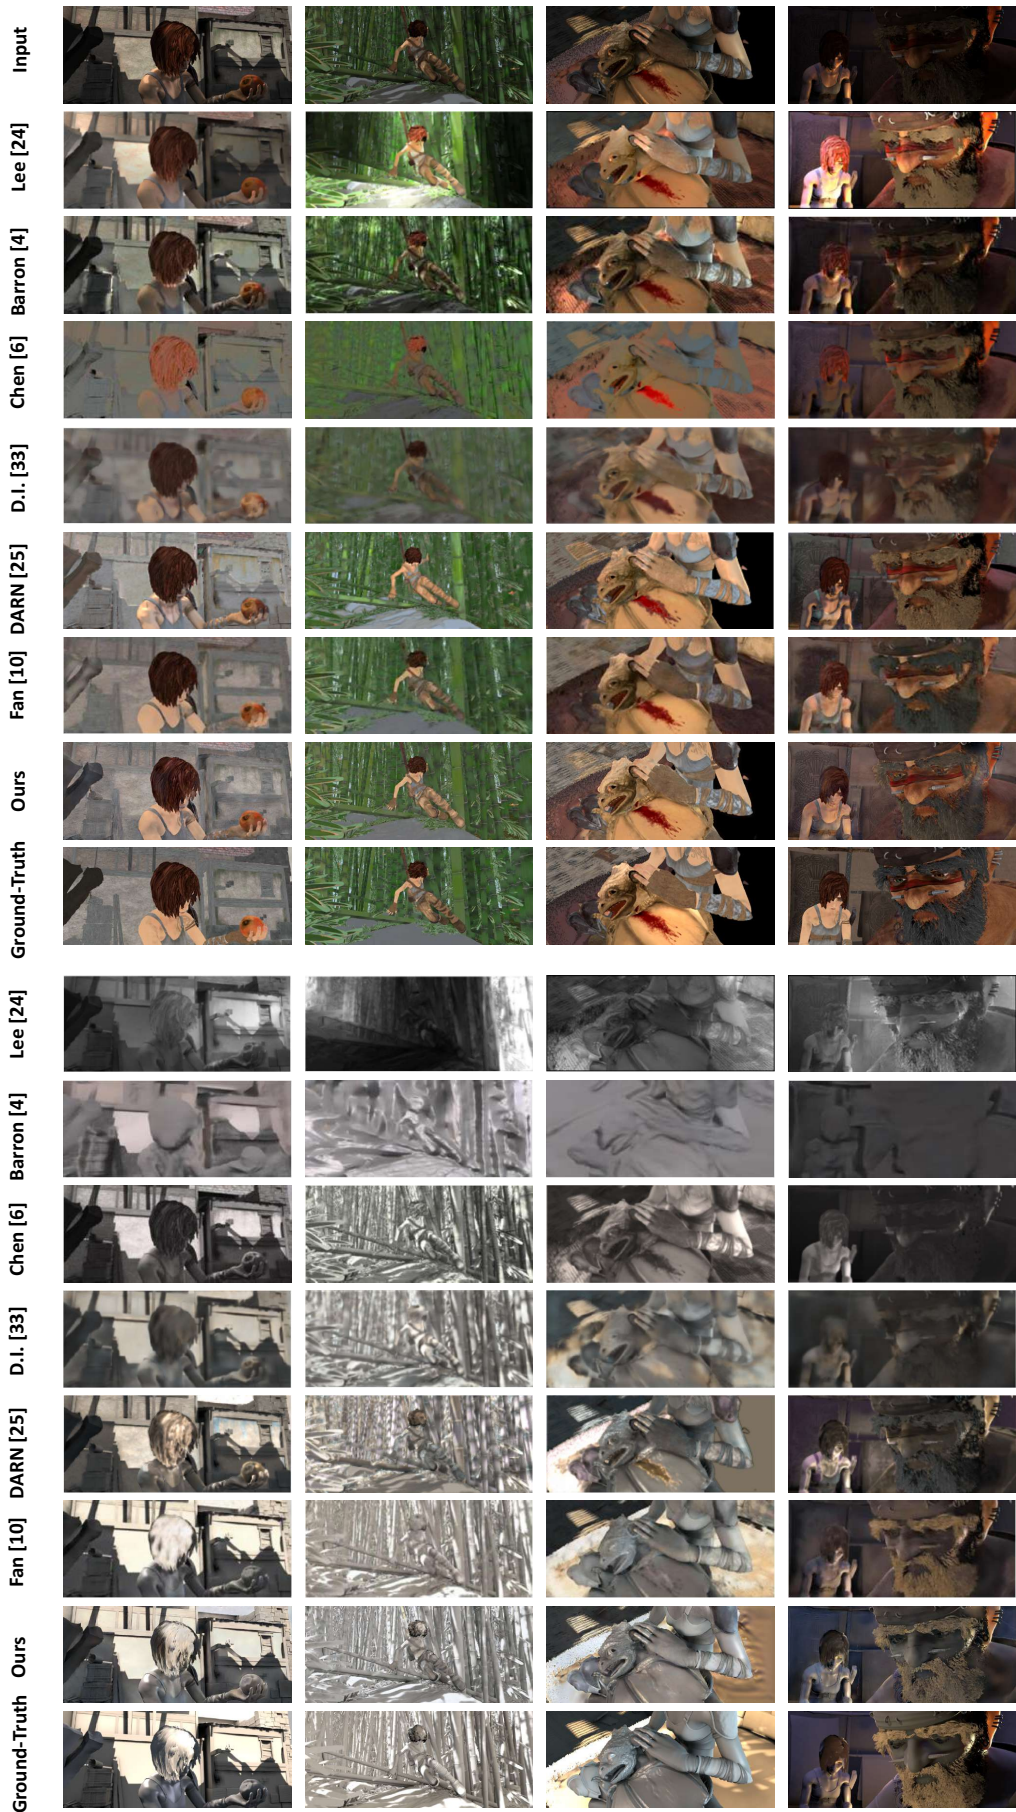 Input
Lee [24]
Barron [4]
Chen [6]
D.I. [33]
DARN [25]
Fan [10]
Ours
Ground-Truth
Lee [24]
Barron [4]
Chen [6]
D.I. [33]
DARN [25]
Fan [10]
Ours
Ground-Truth